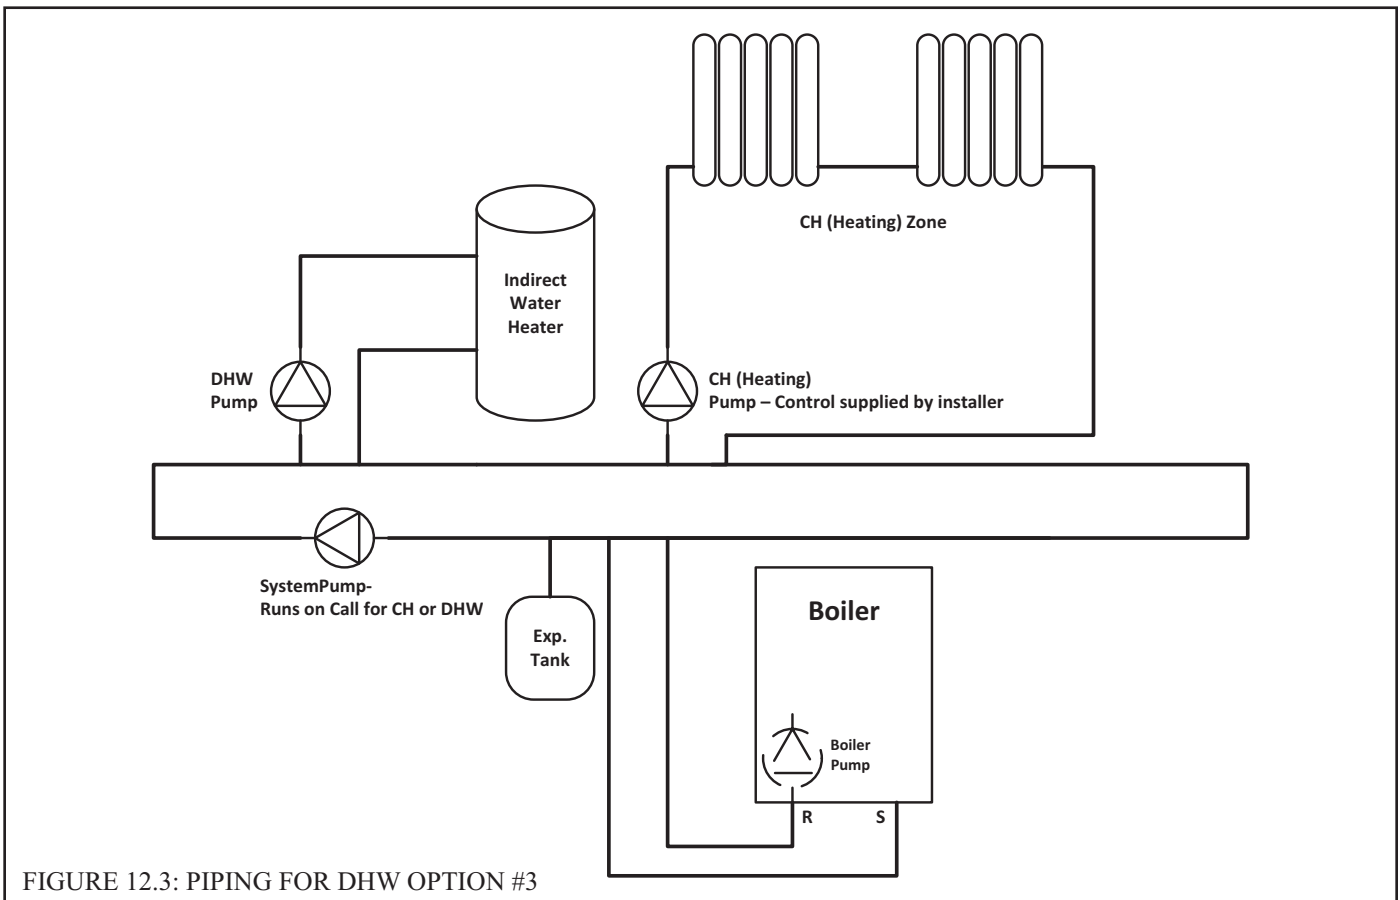 CH (Heating) Zone
Indirect
Water
Heater
DHW
Pump
CH (Heating)
Pump – Control supplied by installer
SystemPump-
Runs on Call for CH or DHW
Exp.
Tank
Boiler
Boiler
Pump
R
S
FIGURE 12.3: PIPING FOR DHW OPTION #3